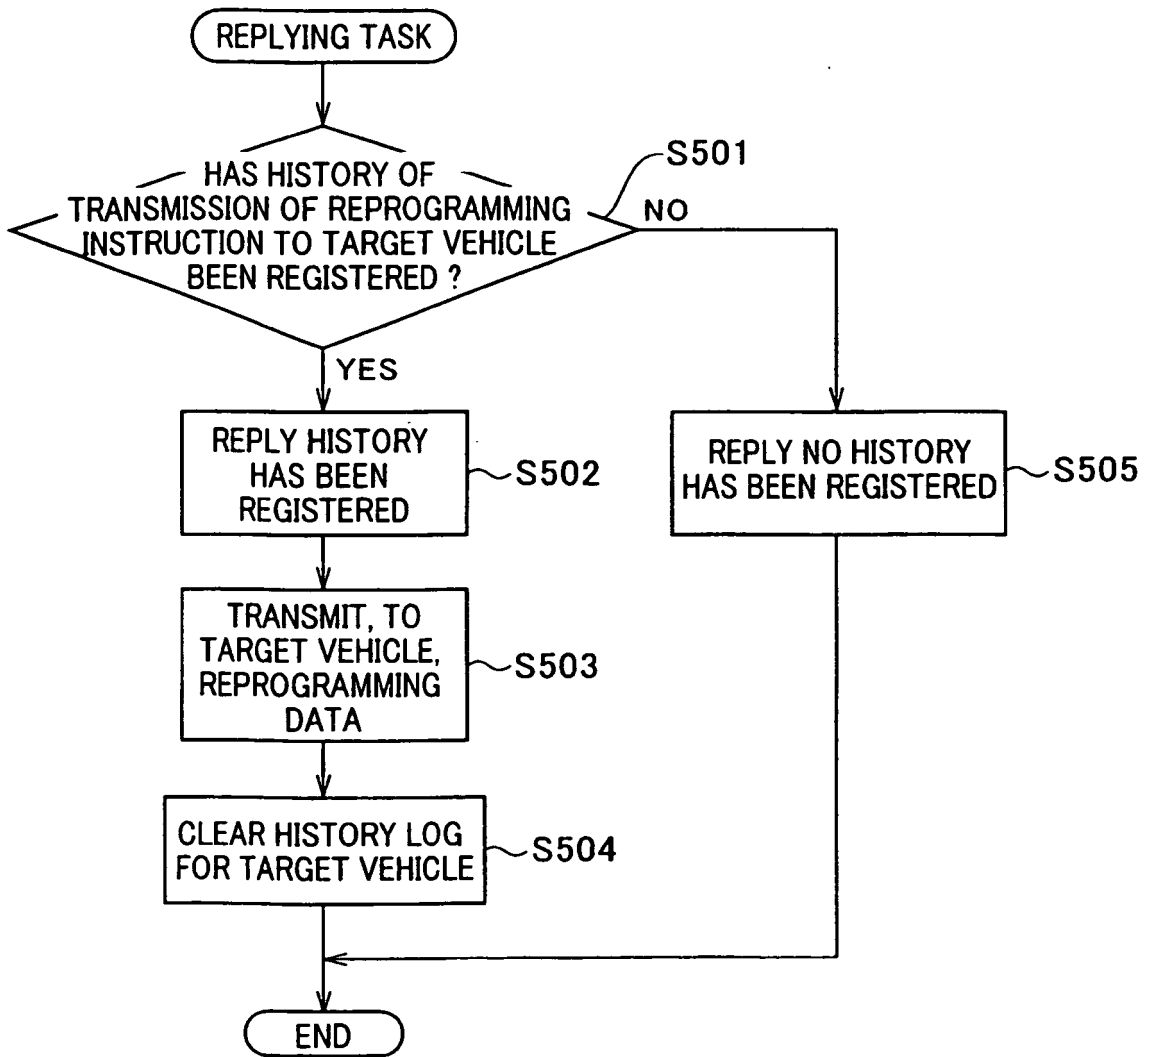 REPLYING TASK
HAS HISTORY OF
TRANSMISSION OF REPROGRAMMING
INSTRUCTION TO TARGET VEHICLE
BEEN REGISTERED ?
S501
NO
YES
REPLY HISTORY
HAS BEEN
REGISTERED
S502
REPLY NO HISTORY
HAS BEEN REGISTERED
S505
TRANSMIT, TO
TARGET VEHICLE,
REPROGRAMMING
DATA
S503
CLEAR HISTORY LOG
FOR TARGET VEHICLE
S504
END